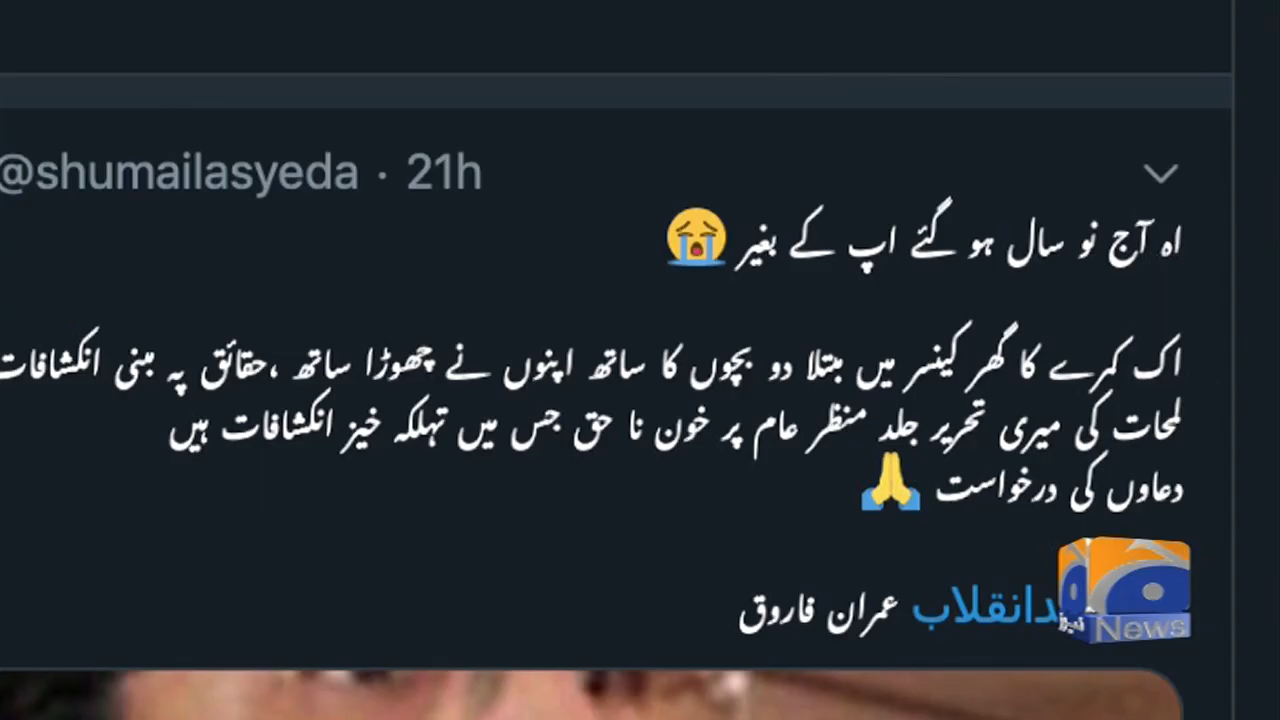 @shumailasyeda · 21h
اہ آج نو سال ہو گئے اپ کے بغیر 😭
اک کمرے کا گھر کینسر میں مبتلا دو بچوں کا ساتھ اپنوں نے چھوڑا ساتھ ،حقائق پہ مبنی انکشافات
لمحات کی میری تحریر جلد منظر عام پر خون نا حق جس میں تہلکہ خیز انکشافات ہیں
دعاوں کی درخواست 🙏
دانقلاب عمران فاروق
نیوز News